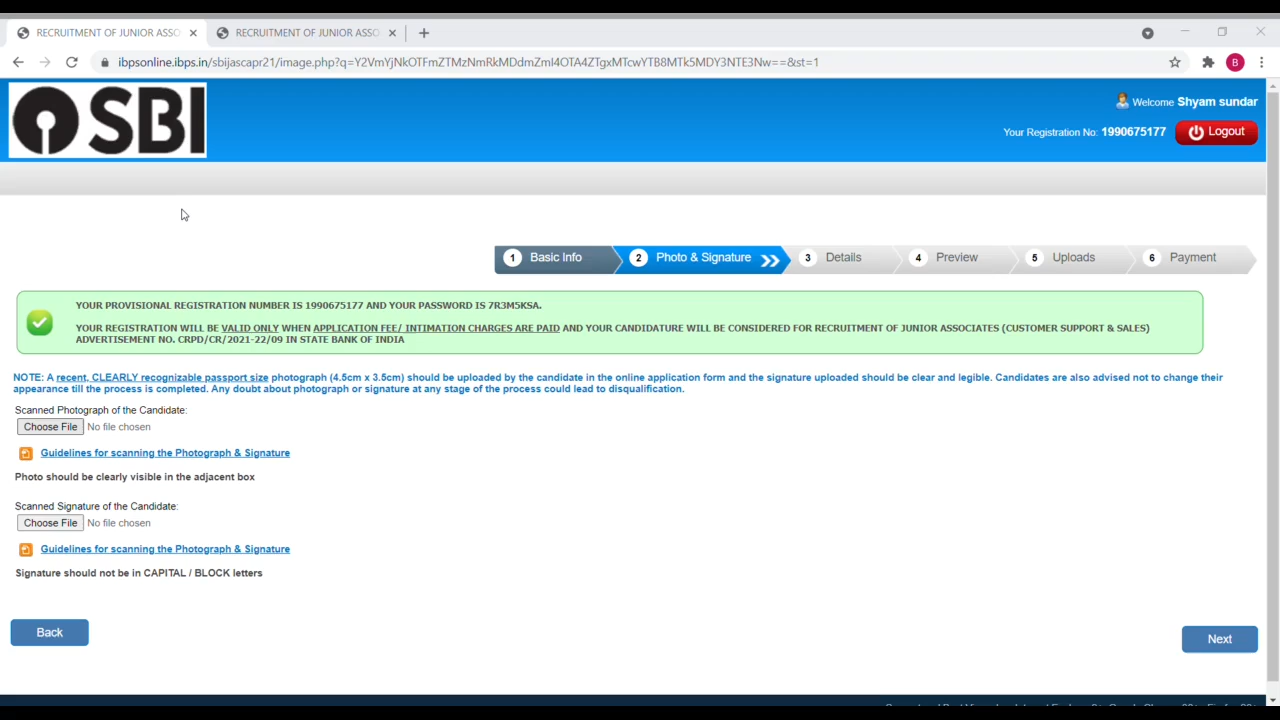 RECRUITMENT OF JUNIOR ASSO
RECRUITMENT OF JUNIOR ASSO
ibpsonline.ibps.in/sbijascapr21/image.php?q=Y2VmYjNkOTFmZTMzNmRkMDdmZmI4OTA4ZTgxMTcwYTB8MTk5MDY3NTE3Nw==&st=1
B
SBI
Welcome Shyam sundar
Your Registration No: 1990675177
Logout
1 Basic Info
2 Photo & Signature
3 Details
4 Preview
5 Uploads
6 Payment
YOUR PROVISIONAL REGISTRATION NUMBER IS 1990675177 AND YOUR PASSWORD IS 7R3M5KSA.
YOUR REGISTRATION WILL BE VALID ONLY WHEN APPLICATION FEE/ INTIMATION CHARGES ARE PAID AND YOUR CANDIDATURE WILL BE CONSIDERED FOR RECRUITMENT OF JUNIOR ASSOCIATES (CUSTOMER SUPPORT & SALES)
ADVERTISEMENT NO. CRPD/CR/2021-22/09 IN STATE BANK OF INDIA
NOTE: A recent, CLEARLY recognizable passport size photograph (4.5cm x 3.5cm) should be uploaded by the candidate in the online application form and the signature uploaded should be clear and legible. Candidates are also advised not to change their
appearance till the process is completed. Any doubt about photograph or signature at any stage of the process could lead to disqualification.
Scanned Photograph of the Candidate:
Choose File No file chosen
Guidelines for scanning the Photograph & Signature
Photo should be clearly visible in the adjacent box
Scanned Signature of the Candidate:
Choose File No file chosen
Guidelines for scanning the Photograph & Signature
Signature should not be in CAPITAL / BLOCK letters
Back
Next